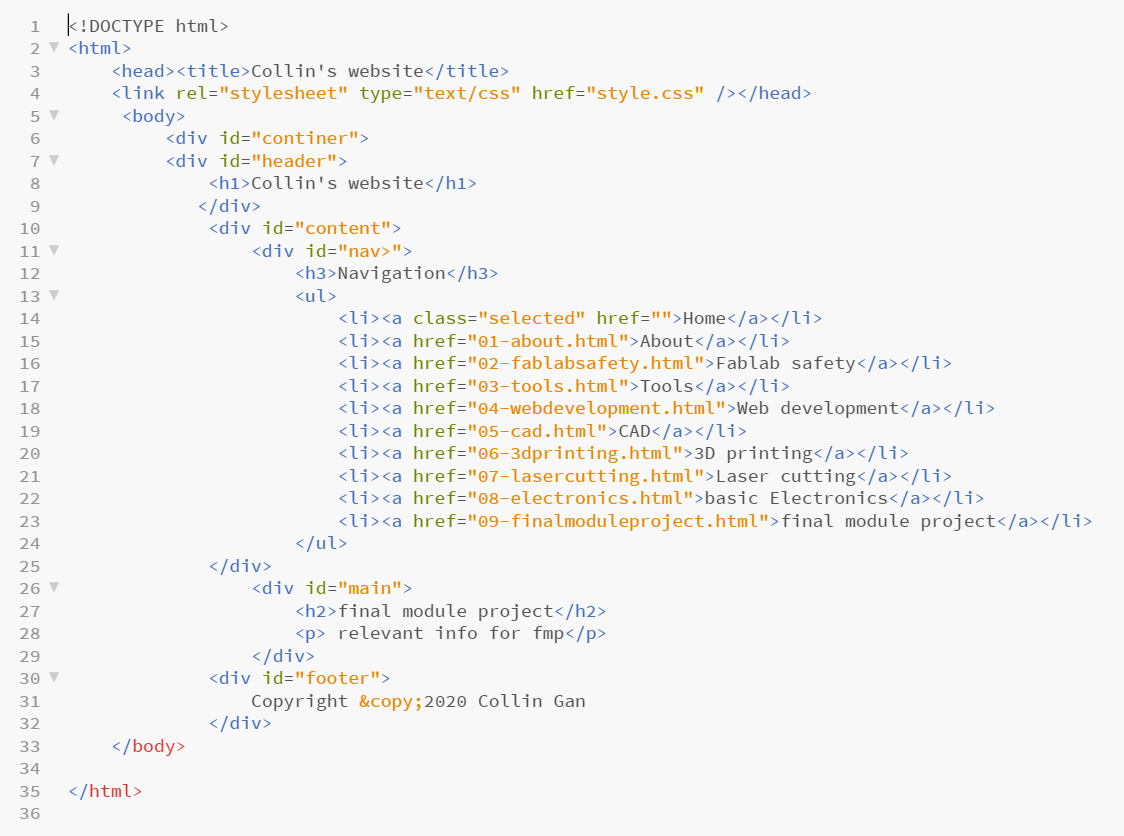 1 <!DOCTYPE html>
2 <html>
3 <head><title>Collin's website</title>
4 <link rel="stylesheet" type="text/css" href="style.css" /></head>
5 <body>
6 <div id="continer">
7 <div id="header">
8 <h1>Collin's website</h1>
9 </div>
10 <div id="content">
11 <div id="nav>">
12 <h3>Navigation</h3>
13 <ul>
14 <li><a class="selected" href="">Home</a></li>
15 <li><a href="01-about.html">About</a></li>
16 <li><a href="02-fablabsafety.html">Fablab safety</a></li>
17 <li><a href="03-tools.html">Tools</a></li>
18 <li><a href="04-webdevelopment.html">Web development</a></li>
19 <li><a href="05-cad.html">CAD</a></li>
20 <li><a href="06-3dprinting.html">3D printing</a></li>
21 <li><a href="07-lasercutting.html">Laser cutting</a></li>
22 <li><a href="08-electronics.html">basic Electronics</a></li>
23 <li><a href="09-finalmoduleproject.html">final module project</a></li>
24 </ul>
25 </div>
26 <div id="main">
27 <h2>final module project</h2>
28 <p> relevant info for fmp</p>
29 </div>
30 <div id="footer">
31 Copyright &copy;2020 Collin Gan
32 </div>
33 </body>
34
35 </html>
36